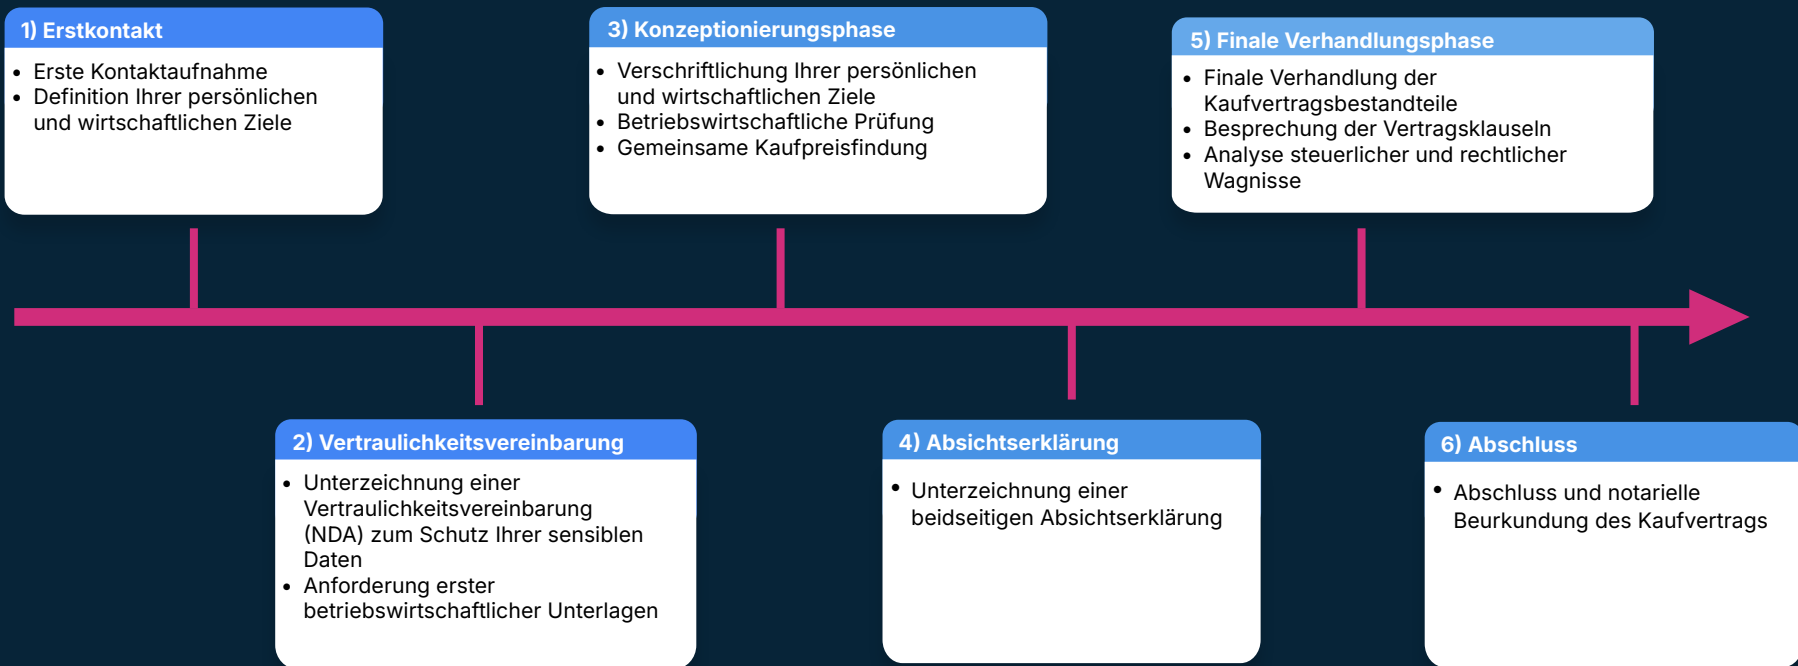 1) Erstkontakt
• Erste Kontaktaufnahme
• Definition Ihrer persönlichen
und wirtschaftlichen Ziele
2) Vertraulichkeitsvereinbarung
• Unterzeichnung einer
Vertraulichkeitsvereinbarung
(NDA) zum Schutz Ihrer sensiblen
Daten
• Anforderung erster
betriebswirtschaftlicher Unterlagen
3) Konzeptionierungsphase
• Verschriftlichung Ihrer persönlichen
und wirtschaftlichen Ziele
• Betriebswirtschaftliche Prüfung
• Gemeinsame Kaufpreisfindung
4) Absichtserklärung
• Unterzeichnung einer
beidseitigen Absichtserklärung
5) Finale Verhandlungsphase
• Finale Verhandlung der
Kaufvertragsbestandteile
• Besprechung der Vertragsklauseln
• Analyse steuerlicher und rechtlicher
Wagnisse
6) Abschluss
• Abschluss und notarielle
Beurkundung des Kaufvertrags